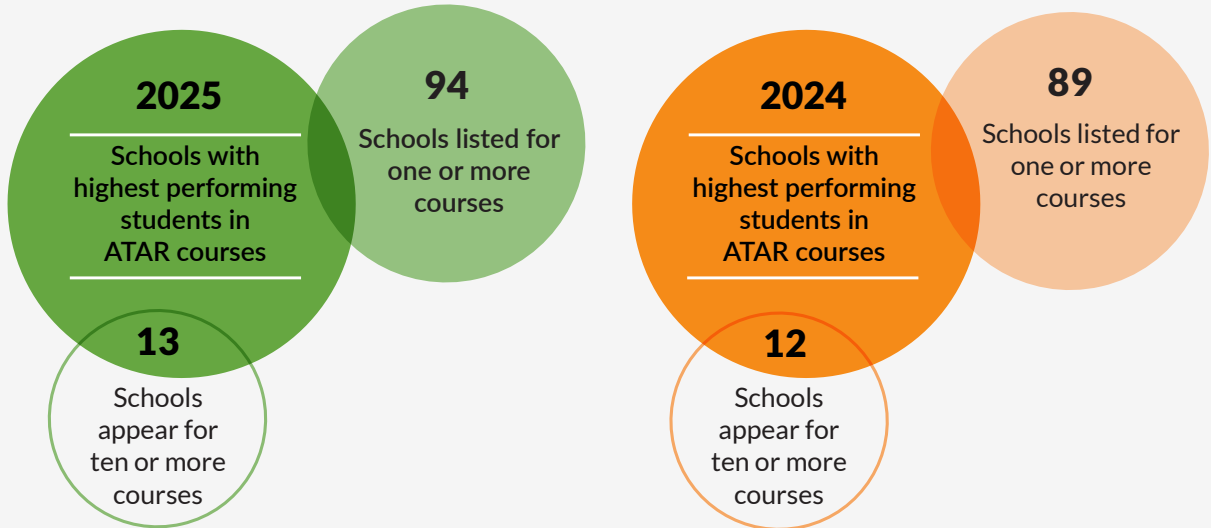 2025
Schools with
highest performing
students in
ATAR courses
94
Schools listed for
one or more
courses
13
Schools
appear for
ten or more
courses
2024
Schools with
highest performing
students in
ATAR courses
89
Schools listed for
one or more
courses
12
Schools
appear for
ten or more
courses